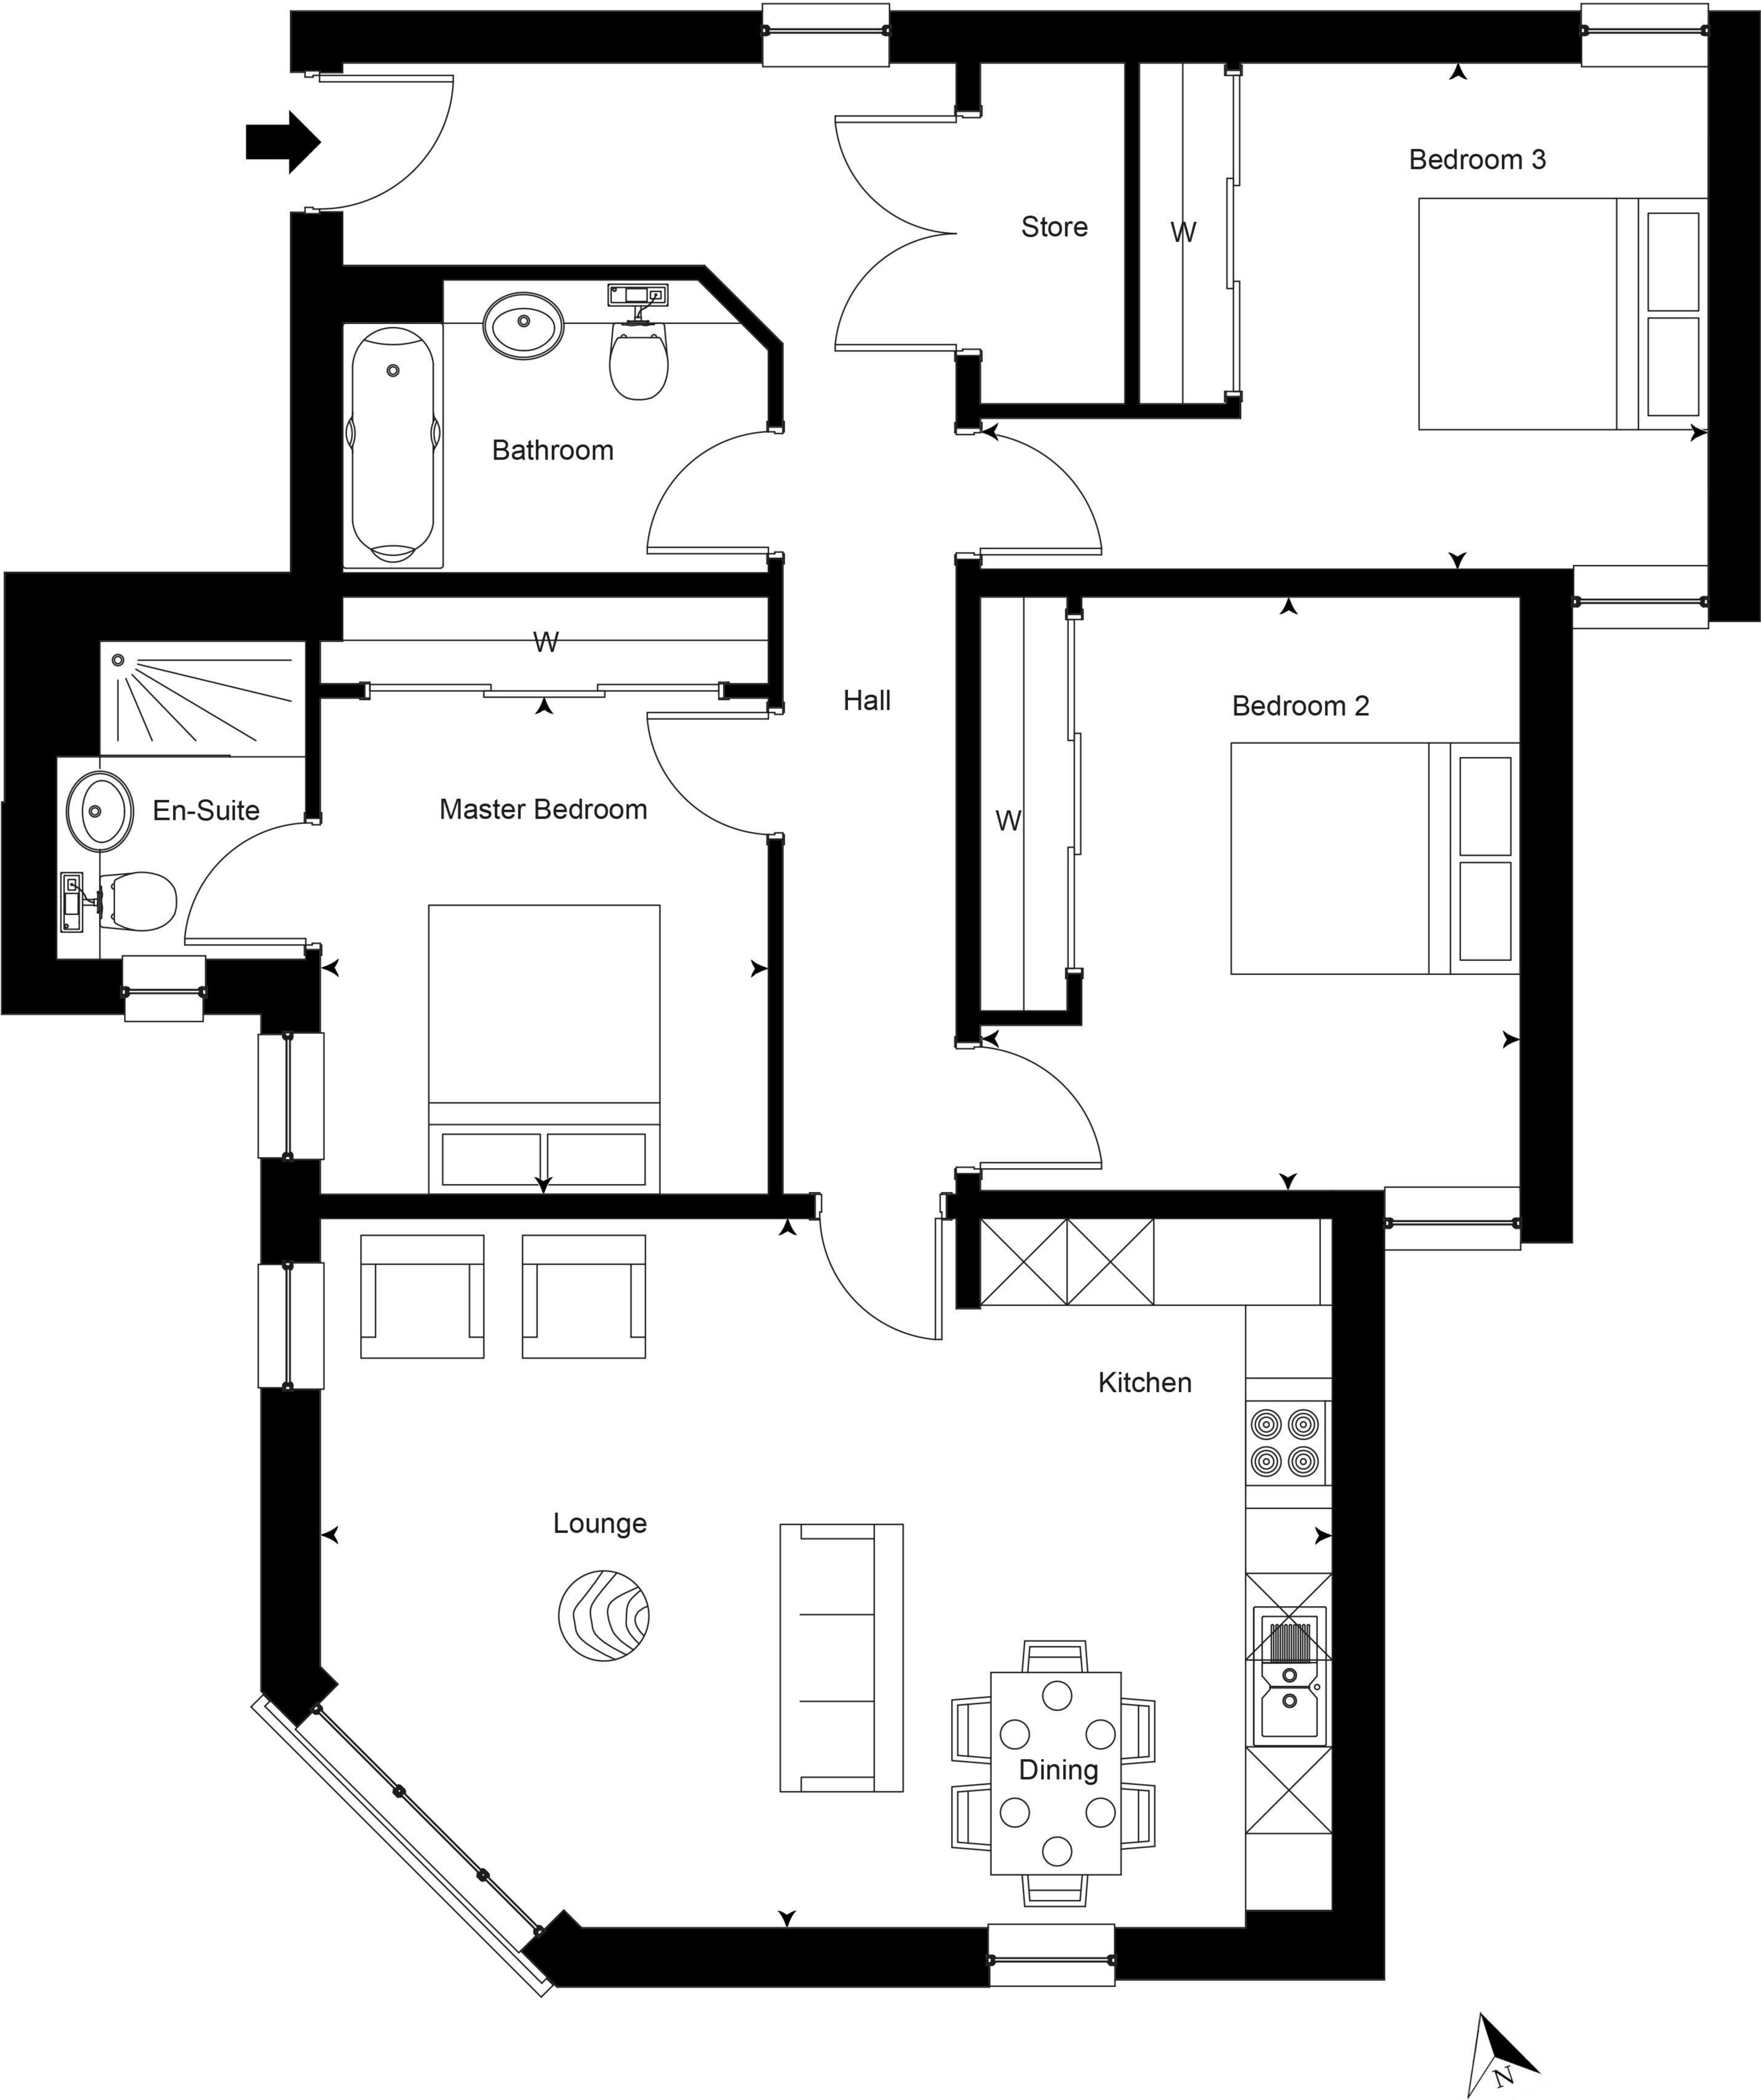 Bedroom 3
Store
W
Bathroom
W
Hall
Bedroom 2
En-Suite
Master Bedroom
W
Kitchen
Lounge
Dining
N